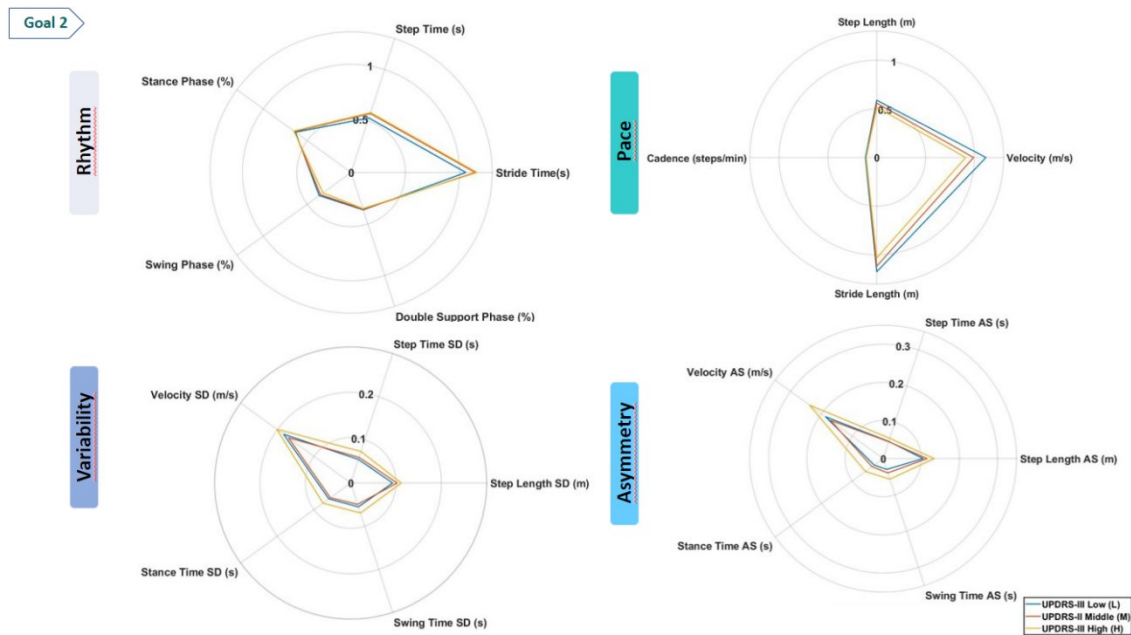 Goal 2
Rhythm
Step Time (s)
Stance Phase (%)
1
0.5
0
Stride Time(s)
Swing Phase (%)
Double Support Phase (%)
Pace
Step Length (m)
1
0.5
Cadence (steps/min)
0
Velocity (m/s)
Stride Length (m)
Variability
Step Time SD (s)
Velocity SD (m/s)
0.2
0.1
0
Step Length SD (m)
Stance Time SD (s)
Swing Time SD (s)
Asymmetry
Step Time AS (s)
Velocity AS (m/s)
0.3
0.2
0.1
0
Step Length AS (m)
Stance Time AS (s)
Swing Time AS (s)
UPDRS-III Low (L)
UPDRS-II Middle (M)
UPDRS-III High (H)